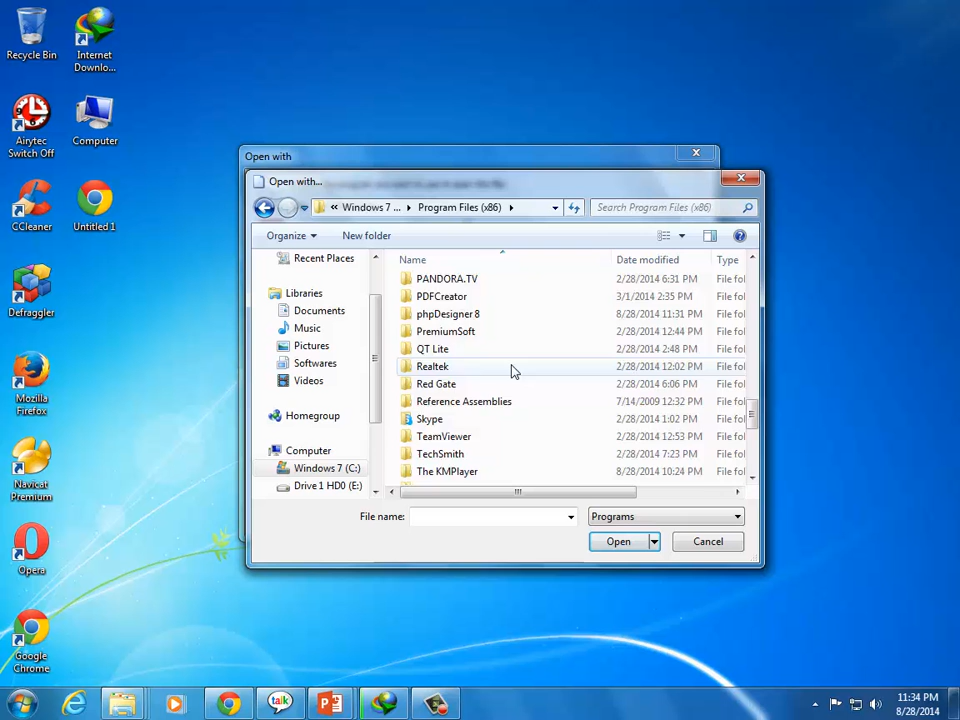 Recycle Bin
Internet
Downlo...
Airytec
Switch Off
Computer
CCleaner
Untitled 1
Defraggler
Mozilla
Firefox
Navicat
Premium
Opera
Google
Chrome
Open with
Open with...
« Windows 7 ... Program Files (x86)
Search Program Files (x86)
Organize
New folder
Recent Places
Libraries
Documents
Music
Pictures
Softwares
Videos
Homegroup
Computer
Windows 7 (C:)
Drive 1 HD0 (E:)
Name Date modified Type
PANDORA.TV 2/28/2014 6:31 PM File fol
PDFCreator 3/1/2014 2:35 PM File fol
phpDesigner 8 8/28/2014 11:31 PM File fol
PremiumSoft 2/28/2014 12:44 PM File fol
QT Lite 2/28/2014 2:48 PM File fol
Realtek 2/28/2014 12:02 PM File fol
Red Gate 2/28/2014 6:06 PM File fol
Reference Assemblies 7/14/2009 12:32 PM File fol
Skype 2/28/2014 1:02 PM File fol
TeamViewer 2/28/2014 12:53 PM File fol
TechSmith 2/28/2014 7:23 PM File fol
The KMPlayer 8/28/2014 10:24 PM File fol
File name:
Programs
Open
Cancel
talk
11:34 PM
8/28/2014